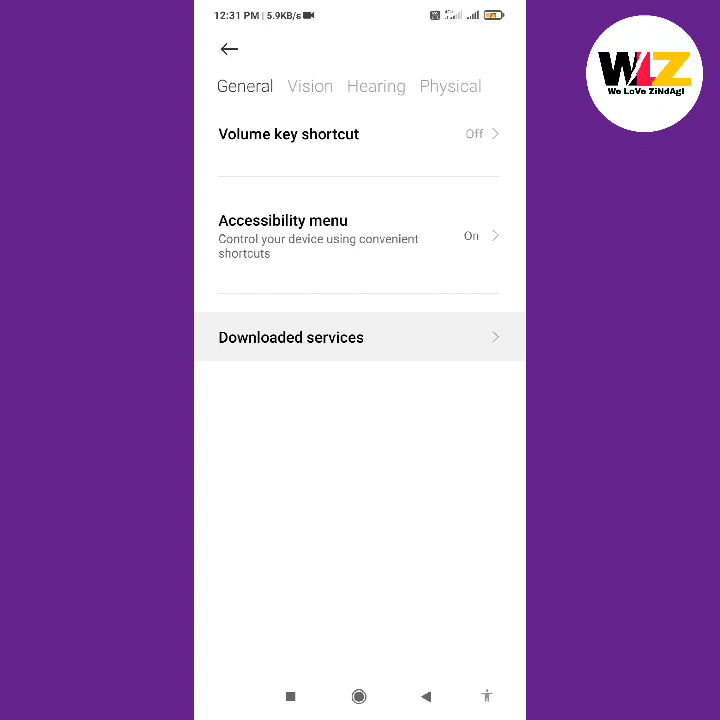 12:31 PM | 5.9KB/s
WLZ
We LoVe ZiNdAgI
General Vision Hearing Physical
Volume key shortcut Off
Accessibility menu
Control your device using convenient
shortcuts
On
Downloaded services